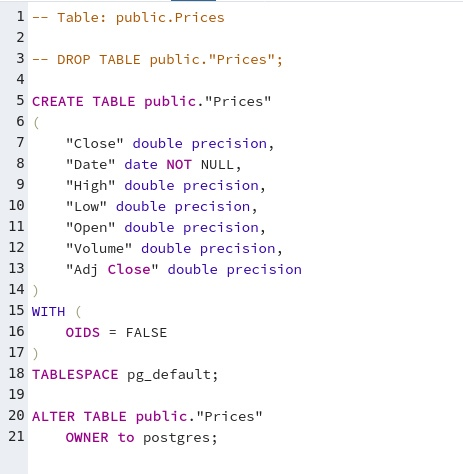 1 -- Table: public.Prices
2
3 -- DROP TABLE public."Prices";
4
5 CREATE TABLE public."Prices"
6 (
7     "Close" double precision,
8     "Date" date NOT NULL,
9     "High" double precision,
10     "Low" double precision,
11     "Open" double precision,
12     "Volume" double precision,
13     "Adj Close" double precision
14 )
15 WITH (
16     OIDS = FALSE
17 )
18 TABLESPACE pg_default;
19
20 ALTER TABLE public."Prices"
21     OWNER to postgres;